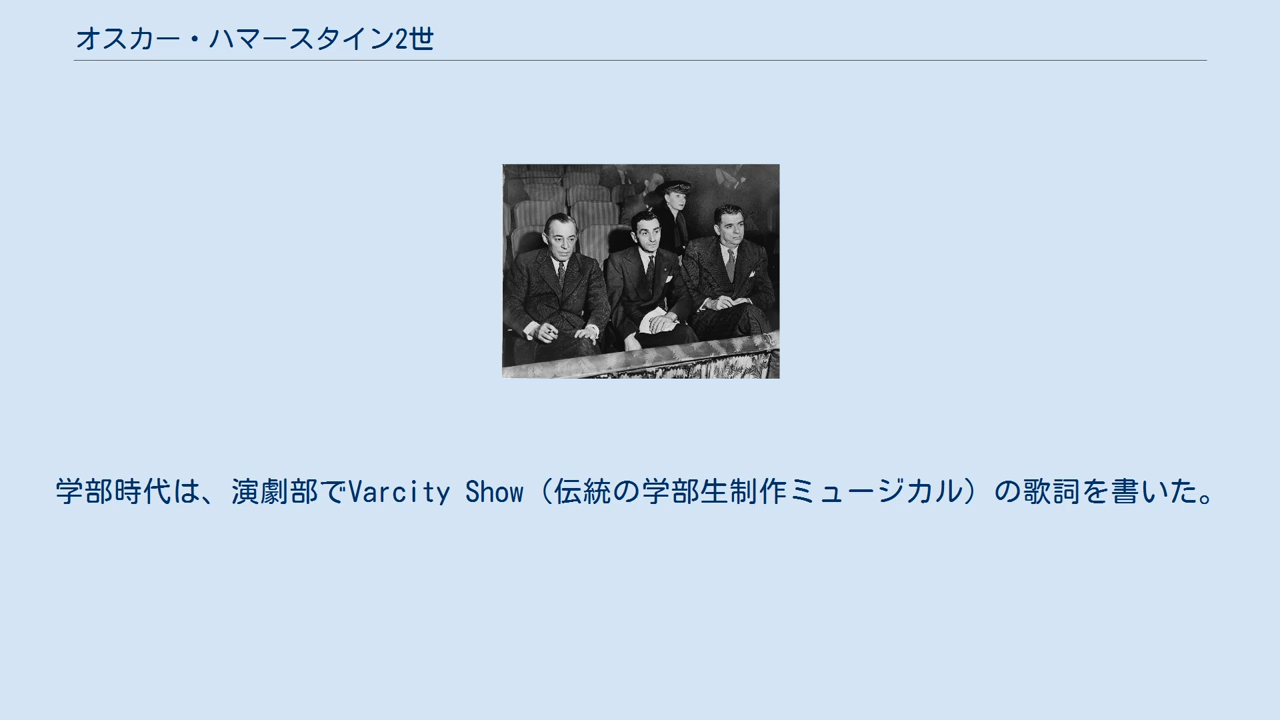 オスカー・ハマースタイン2世
学部時代は、演劇部でVarcity Show（伝統の学部生制作ミュージカル）の歌詞を書いた。